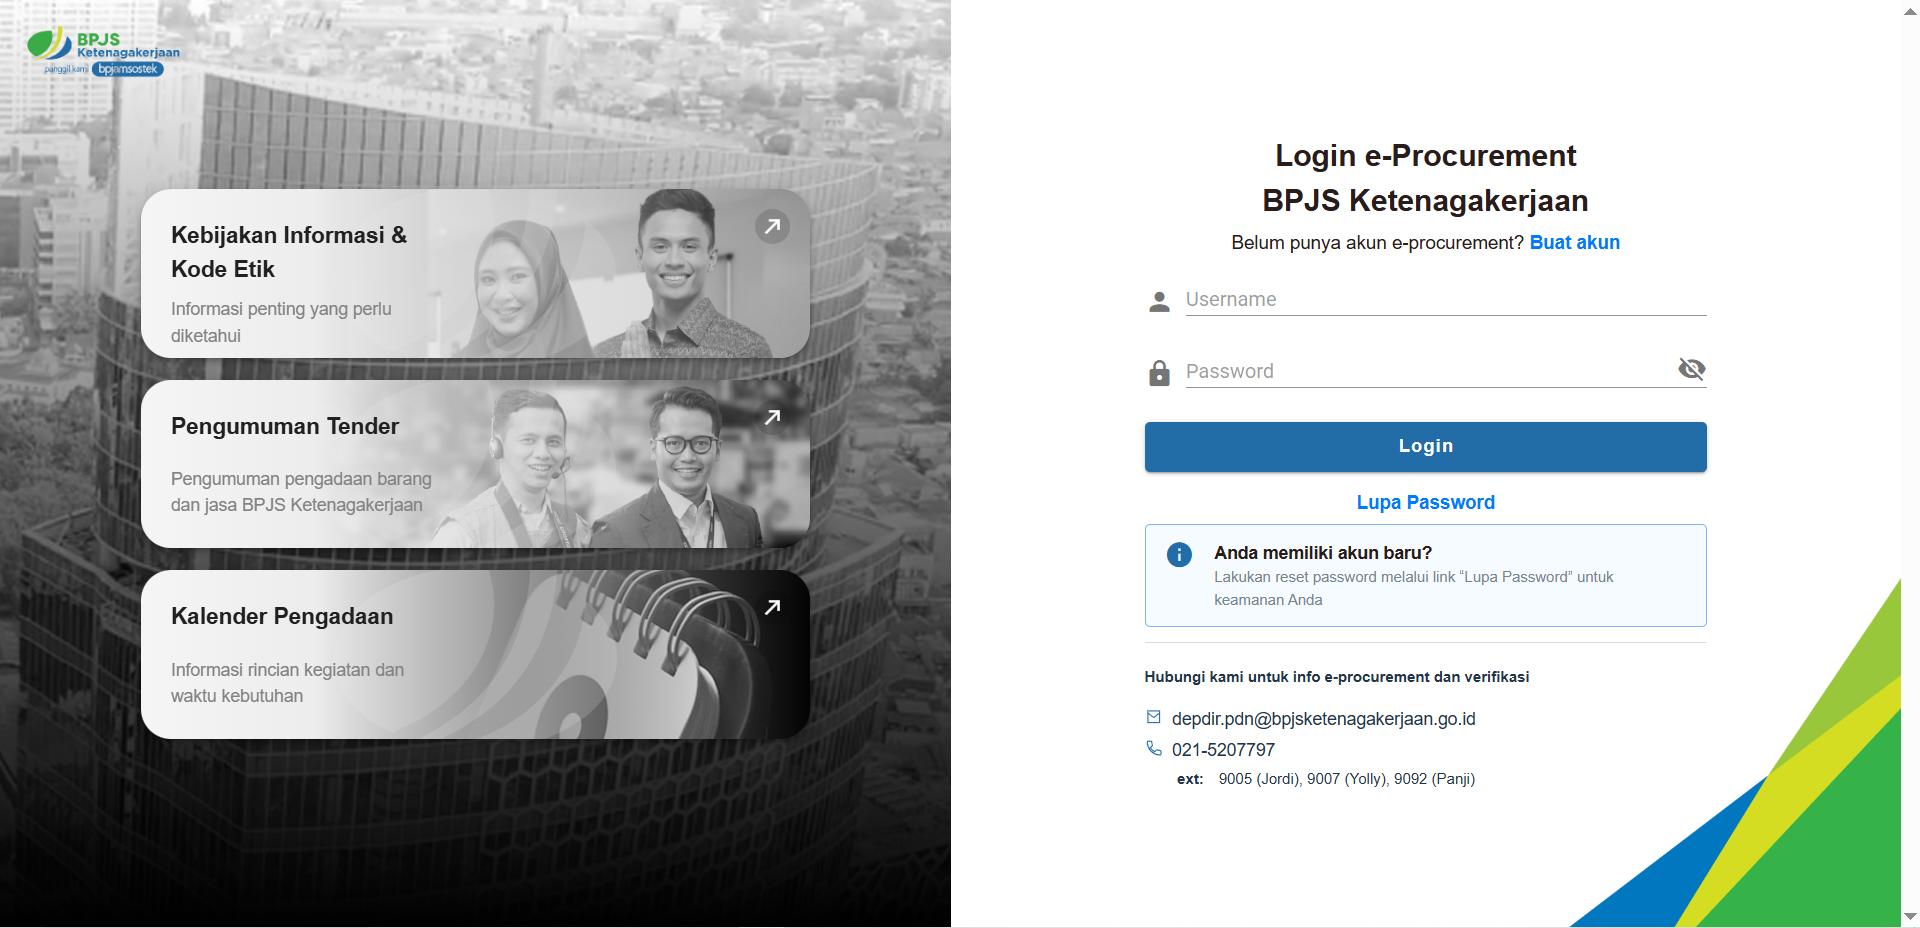 BPJS
Ketenagakerjaan
panggil kami bpjamsostek
Kebijakan Informasi &
Kode Etik
Informasi penting yang perlu
diketahui
Pengumuman Tender
Pengumuman pengadaan barang
dan jasa BPJS Ketenagakerjaan
Kalender Pengadaan
Informasi rincian kegiatan dan
waktu kebutuhan
Login e-Procurement
BPJS Ketenagakerjaan
Belum punya akun e-procurement? Buat akun
Username
Password
Login
Lupa Password
Anda memiliki akun baru?
Lakukan reset password melalui link “Lupa Password” untuk
keamanan Anda
Hubungi kami untuk info e-procurement dan verifikasi
depdir.pdn@bpjsketenagakerjaan.go.id
021-5207797
ext: 9005 (Jordi), 9007 (Yolly), 9092 (Panji)